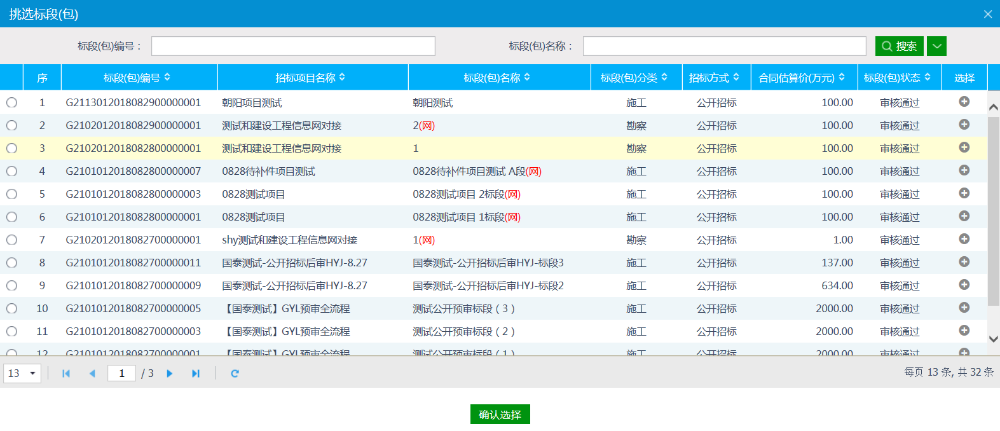 挑选标段(包)
标段(包)编号： 标段(包)名称： 搜索
序 标段(包)编号 招标项目名称 标段(包)名称 标段(包)分类 招标方式 合同估算价(万元) 标段(包)状态 选择
1 G2113012018082900000001 朝阳项目测试 朝阳测试 施工 公开招标 100.00 审核通过
2 G2102012018082900000001 测试和建设工程信息网对接 2(网) 勘察 公开招标 100.00 审核通过
3 G2102012018082800000001 测试和建设工程信息网对接 1 勘察 公开招标 100.00 审核通过
4 G2101012018082800000007 0828待补件项目测试 0828待补件项目测试 A段(网) 施工 公开招标 100.00 审核通过
5 G2101012018082800000003 0828测试项目 0828测试项目 2标段(网) 施工 公开招标 100.00 审核通过
6 G2101012018082800000001 0828测试项目 0828测试项目 1标段(网) 施工 公开招标 100.00 审核通过
7 G2102012018082700000001 shy测试和建设工程信息网对接 1(网) 勘察 公开招标 1.00 审核通过
8 G2101012018082700000011 国泰测试-公开招标后审HYJ-8.27 国泰测试-公开招标后审HYJ-标段3 施工 公开招标 137.00 审核通过
9 G2101012018082700000009 国泰测试-公开招标后审HYJ-8.27 国泰测试-公开招标后审HYJ-标段2 施工 公开招标 634.00 审核通过
10 G2101012018082700000005 【国泰测试】GYL预审全流程 测试公开预审标段（3） 施工 公开招标 2000.00 审核通过
11 G2101012018082700000003 【国泰测试】GYL预审全流程 测试公开预审标段（2） 施工 公开招标 2000.00 审核通过
12 G2101012018082700000001 【国泰测试】GYL预审全流程 测试公开预审标段（1） 施工 公开招标 2000.00 审核通过
13 1 / 3 每页 13 条, 共 32 条
确认选择